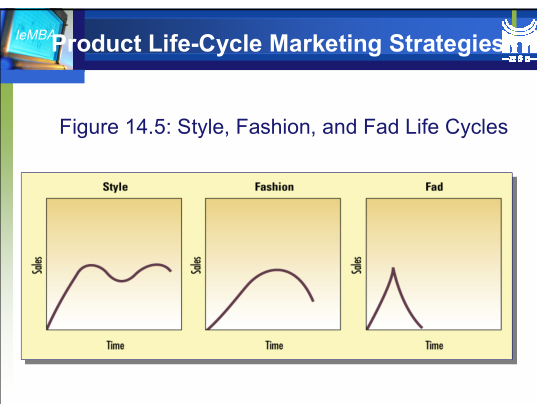 IeMBA
Product Life-Cycle Marketing Strategies
Figure 14.5: Style, Fashion, and Fad Life Cycles
Style Fashion Fad
Sales Sales Sales
Time Time Time